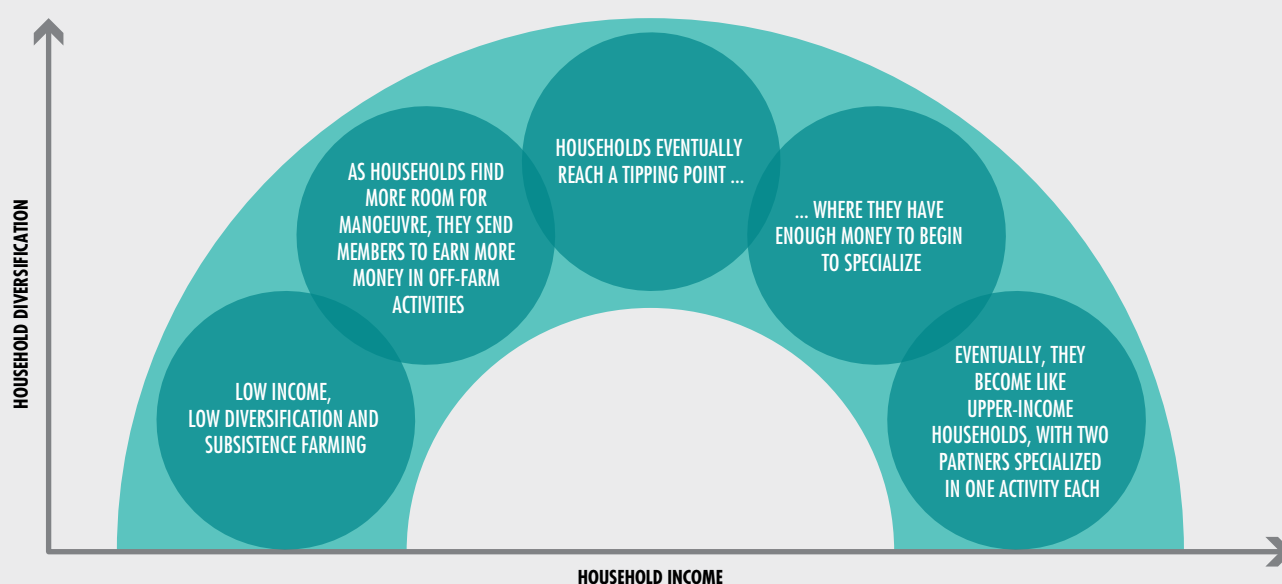 HOUSEHOLD DIVERSIFICATION
LOW INCOME,
LOW DIVERSIFICATION AND
SUBSISTENCE FARMING
AS HOUSEHOLDS FIND
MORE ROOM FOR
MANOEUVRE, THEY SEND
MEMBERS TO EARN MORE
MONEY IN OFF-FARM
ACTIVITIES
HOUSEHOLDS EVENTUALLY
REACH A TIPPING POINT ...
... WHERE THEY HAVE
ENOUGH MONEY TO BEGIN
TO SPECIALIZE
EVENTUALLY, THEY
BECOME LIKE
UPPER-INCOME
HOUSEHOLDS, WITH TWO
PARTNERS SPECIALIZED
IN ONE ACTIVITY EACH
HOUSEHOLD INCOME